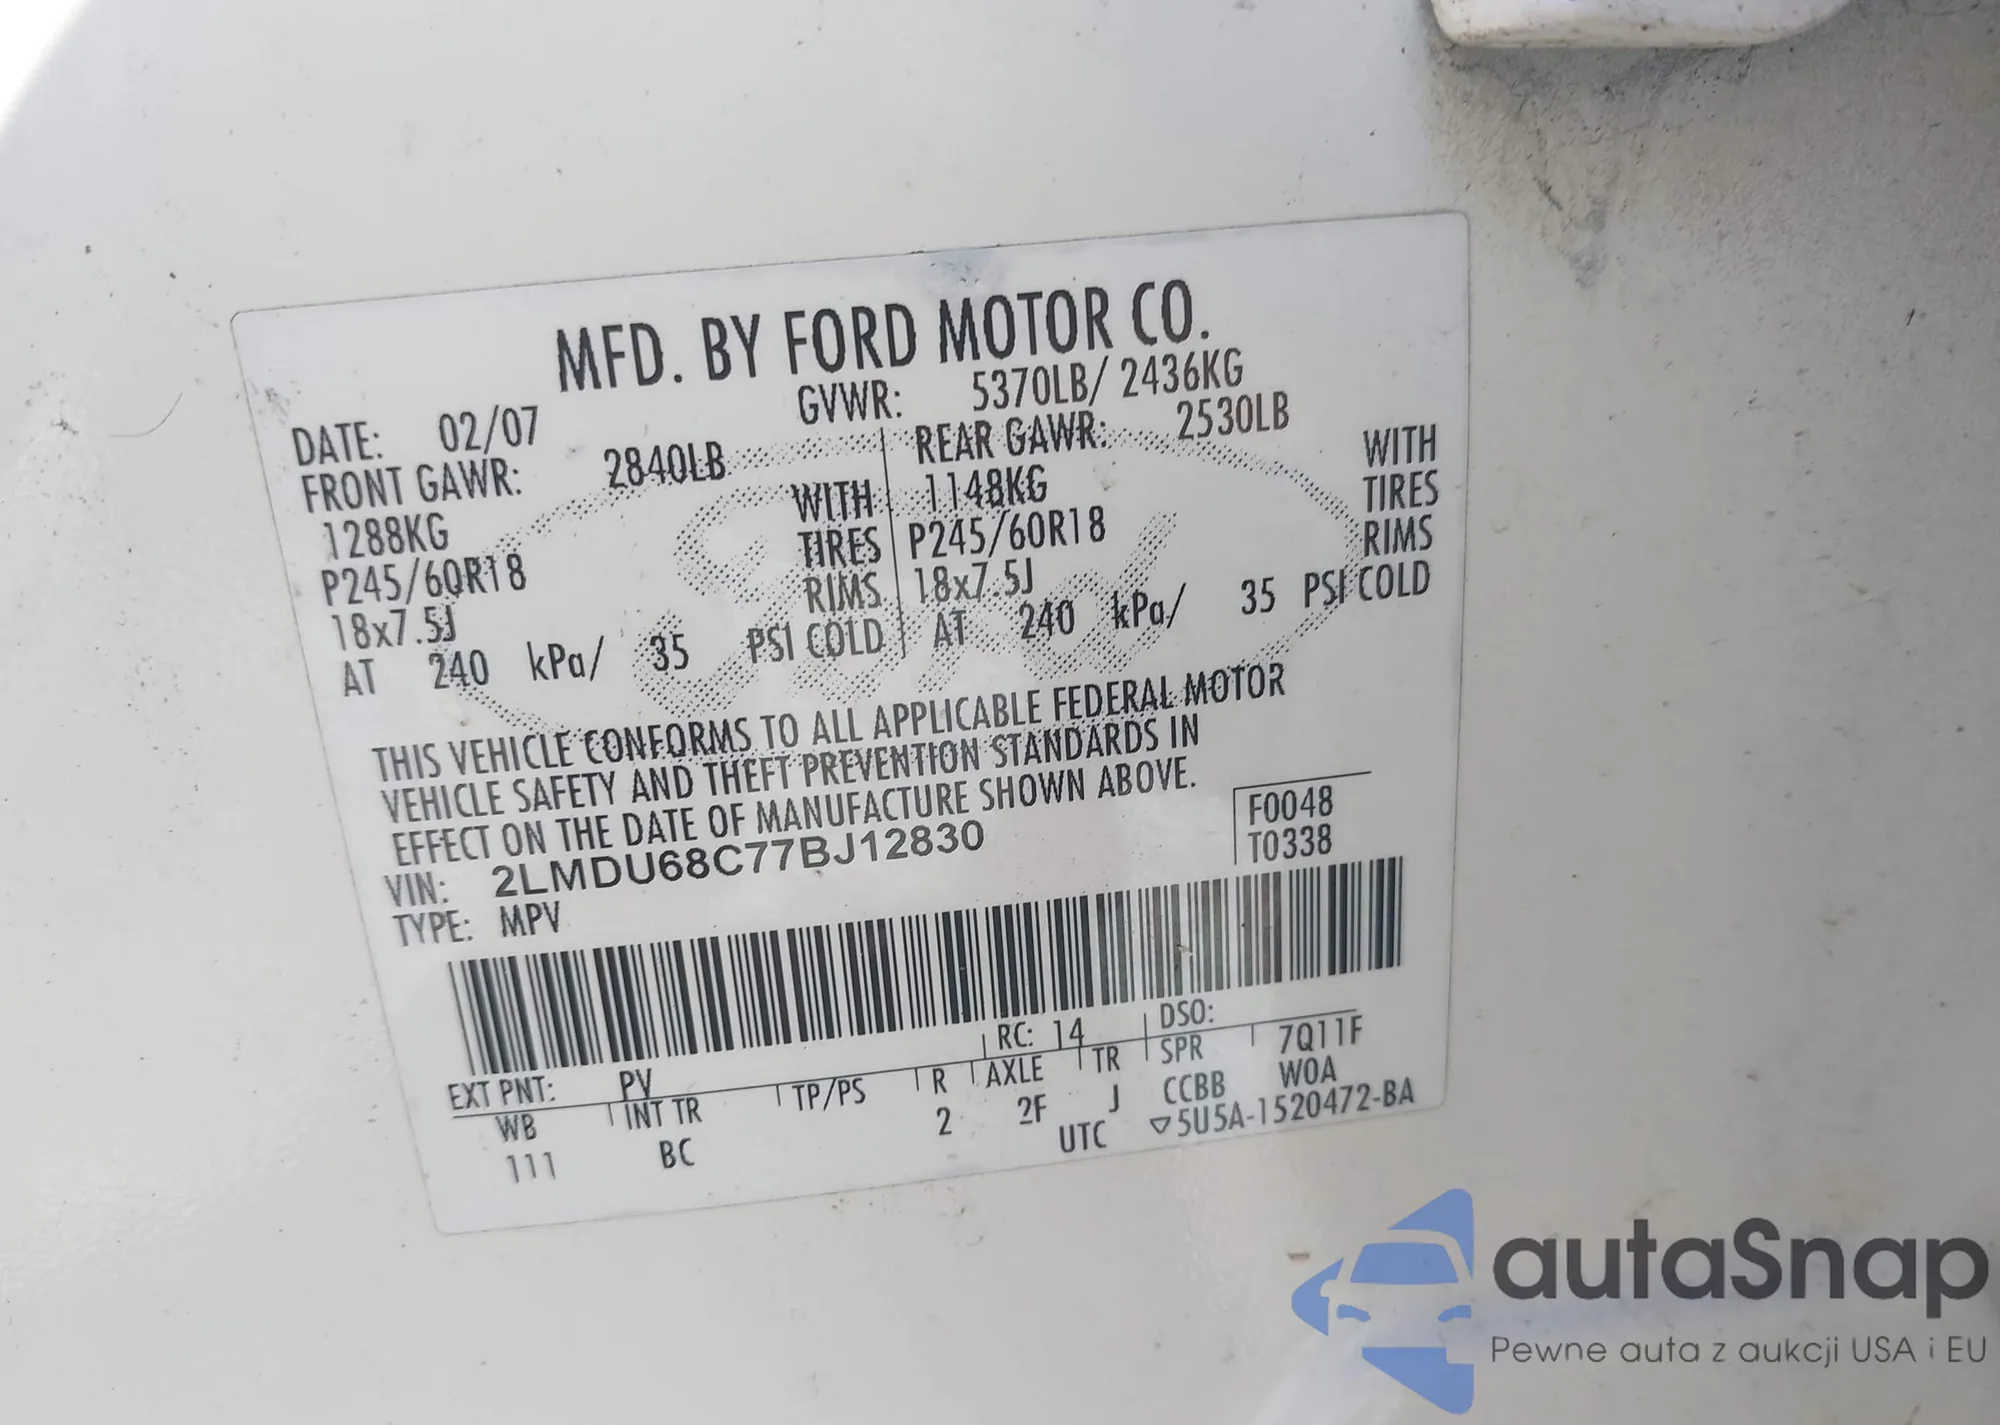 MFD. BY FORD MOTOR CO.
DATE: 02/07 GVWR: 5370LB/ 2436KG
FRONT GAWR: 2840LB REAR GAWR: 2530LB
1288KG WITH 1148KG WITH
P245/60R18 TIRES P245/60R18 TIRES
18x7.5J RIMS 18x7.5J RIMS
AT 240 kPa/ 35 PSI COLD AT 240 kPa/ 35 PSI COLD
THIS VEHICLE CONFORMS TO ALL APPLICABLE FEDERAL MOTOR
VEHICLE SAFETY AND THEFT PREVENTION STANDARDS IN
EFFECT ON THE DATE OF MANUFACTURE SHOWN ABOVE.
VIN: 2LMDU68C77BJ12830 F0048
TYPE: MPV T0338
EXT PNT: PV RC: 14 DSO:
WB INT TR TP/PS R AXLE TR SPR 7Q11F
111 BC 2 2F J CCBB W0A
UTC ▽5U5A-1520472-BA
autaSnap
Pewne auta z aukcji USA i EU